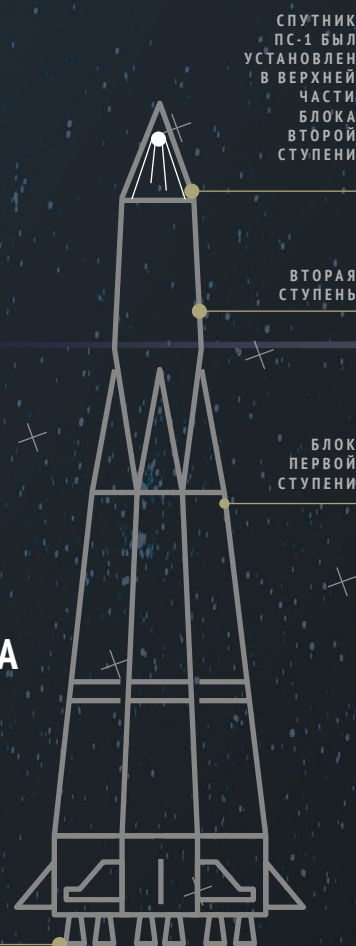 СПУТНИК
ПС-1 БЫЛ
УСТАНОВЛЕН
В ВЕРХНЕЙ
ЧАСТИ
БЛОКА
ВТОРОЙ
СТУПЕНИ
ВТОРАЯ
СТУПЕНЬ
БЛОК
ПЕРВОЙ
СТУПЕНИ
А